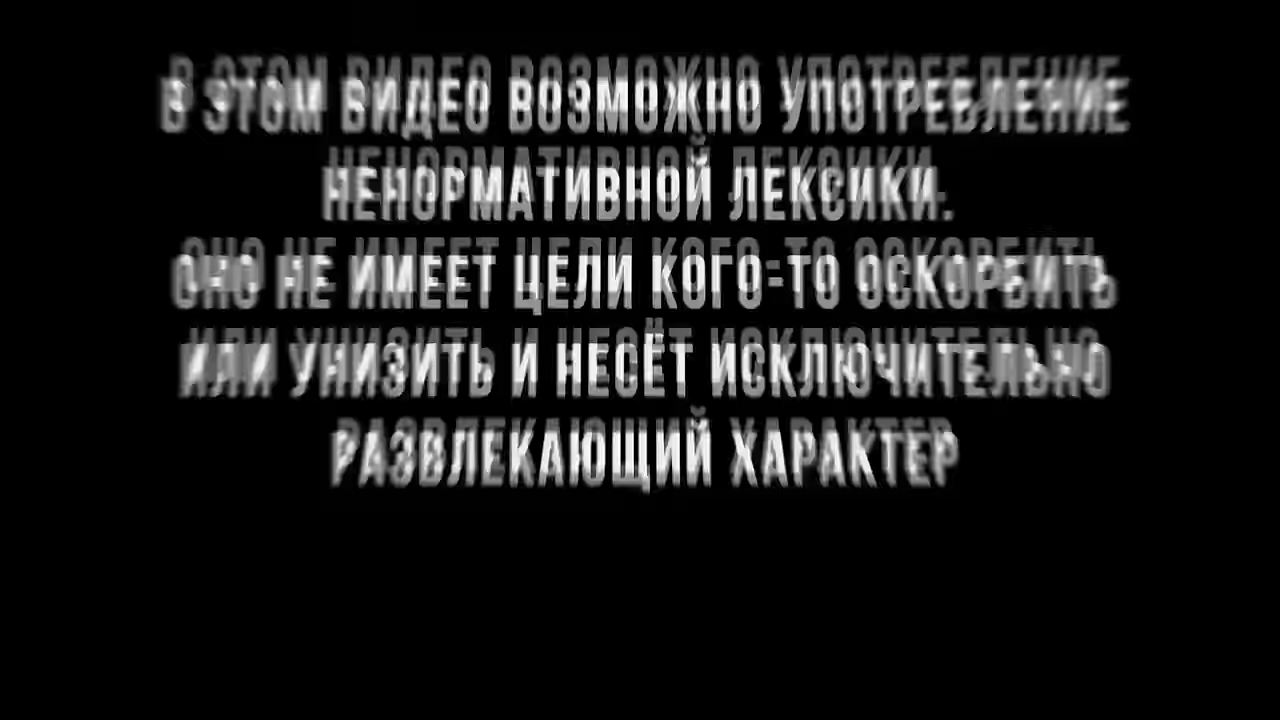 В ЭТОМ ВИДЕО ВОЗМОЖНО УПОТРЕБЛЕНИЕ
НЕНОРМАТИВНОЙ ЛЕКСИКИ.
ОНО НЕ ИМЕЕТ ЦЕЛИ КОГО-ТО ОСКОРБИТЬ
ИЛИ УНИЗИТЬ И НЕСЁТ ИСКЛЮЧИТЕЛЬНО
РАЗВЛЕКАЮЩИЙ ХАРАКТЕР